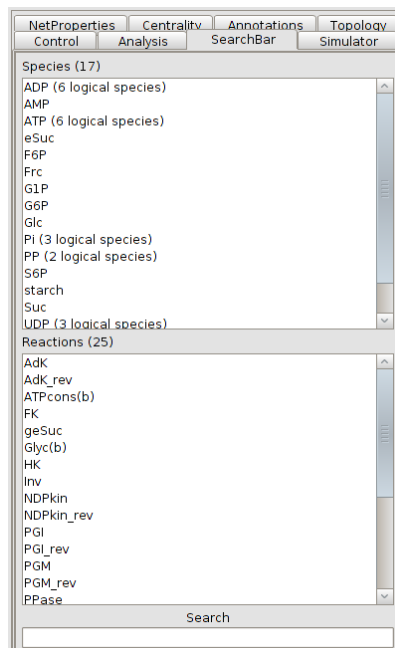 NetProperties Centrality Annotations Topology
Control Analysis SearchBar Simulator
Species (17)
ADP (6 logical species)
AMP
ATP (6 logical species)
eSuc
F6P
Frc
G1P
G6P
Glc
Pi (3 logical species)
PP (2 logical species)
S6P
starch
Suc
UDP (3 logical species)
Reactions (25)
AdK
AdK_rev
ATPcons(b)
FK
geSuc
Glyc(b)
HK
Inv
NDPkin
NDPkin_rev
PGI
PGI_rev
PGM
PGM_rev
PPase
Search